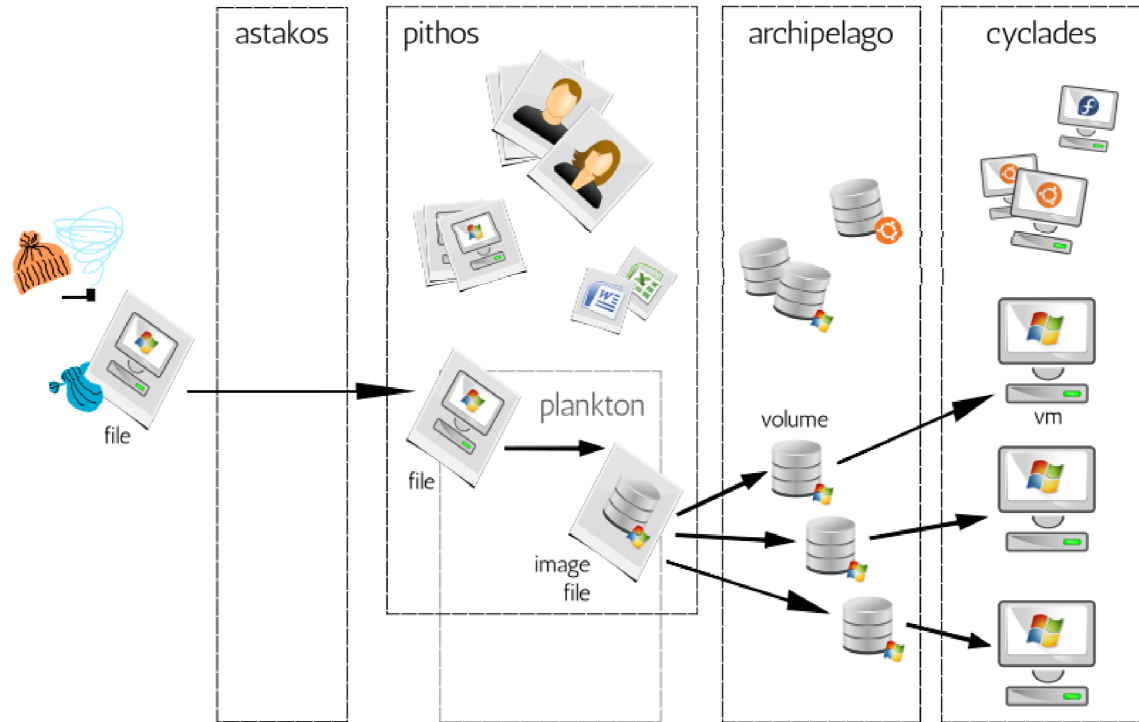 astakos
pithos
archipelago
cyclades
file
file
plankton
image
file
volume
vm